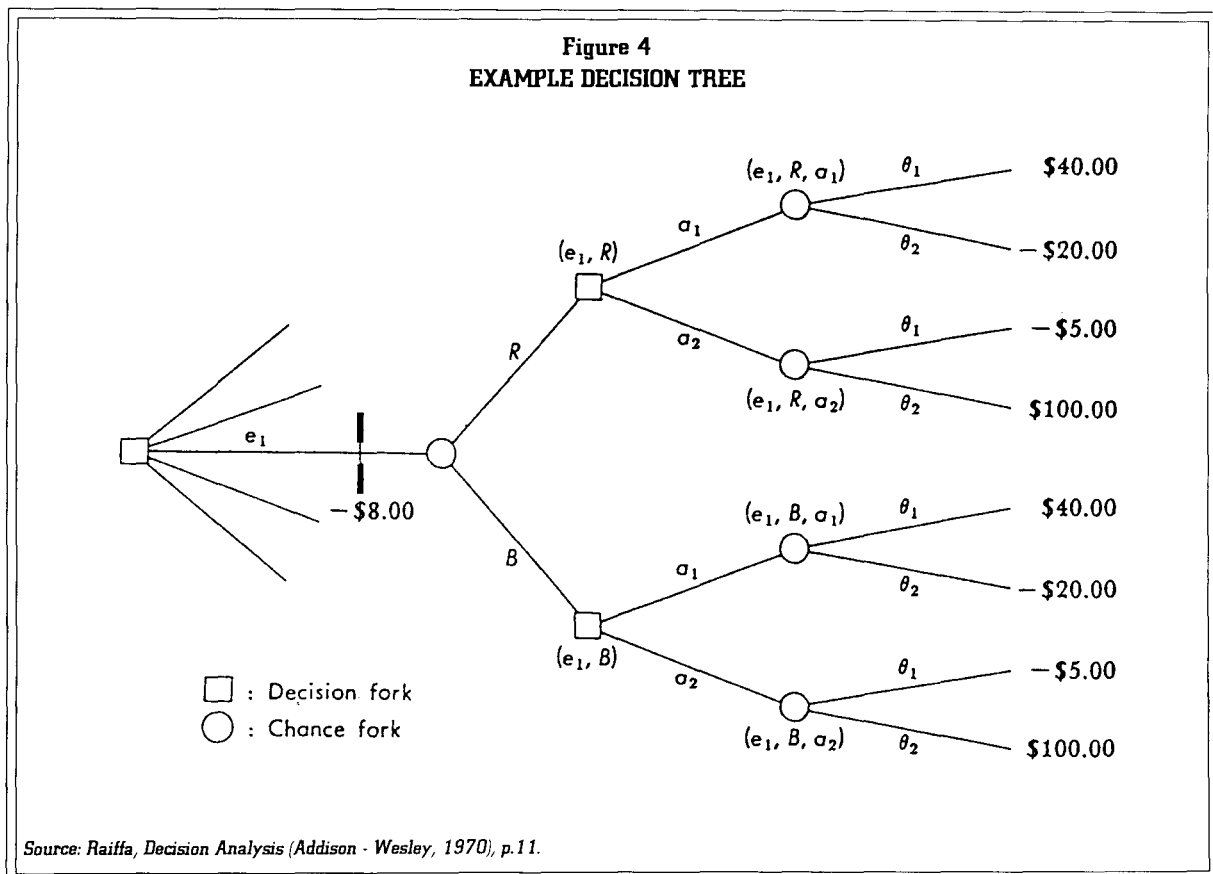 Figure 4
EXAMPLE DECISION TREE
(e₁, R, a₁)
θ₁
$40.00
θ₂
−$20.00
a₁
(e₁, R)
a₂
θ₁
−$5.00
θ₂
$100.00
(e₁, R, a₂)
R
e₁
−$8.00
B
(e₁, B, a₁)
θ₁
$40.00
θ₂
−$20.00
a₁
(e₁, B)
a₂
θ₁
−$5.00
θ₂
$100.00
(e₁, B, a₂)
: Decision fork
: Chance fork
Source: Raiffa, Decision Analysis (Addison - Wesley, 1970), p.11.